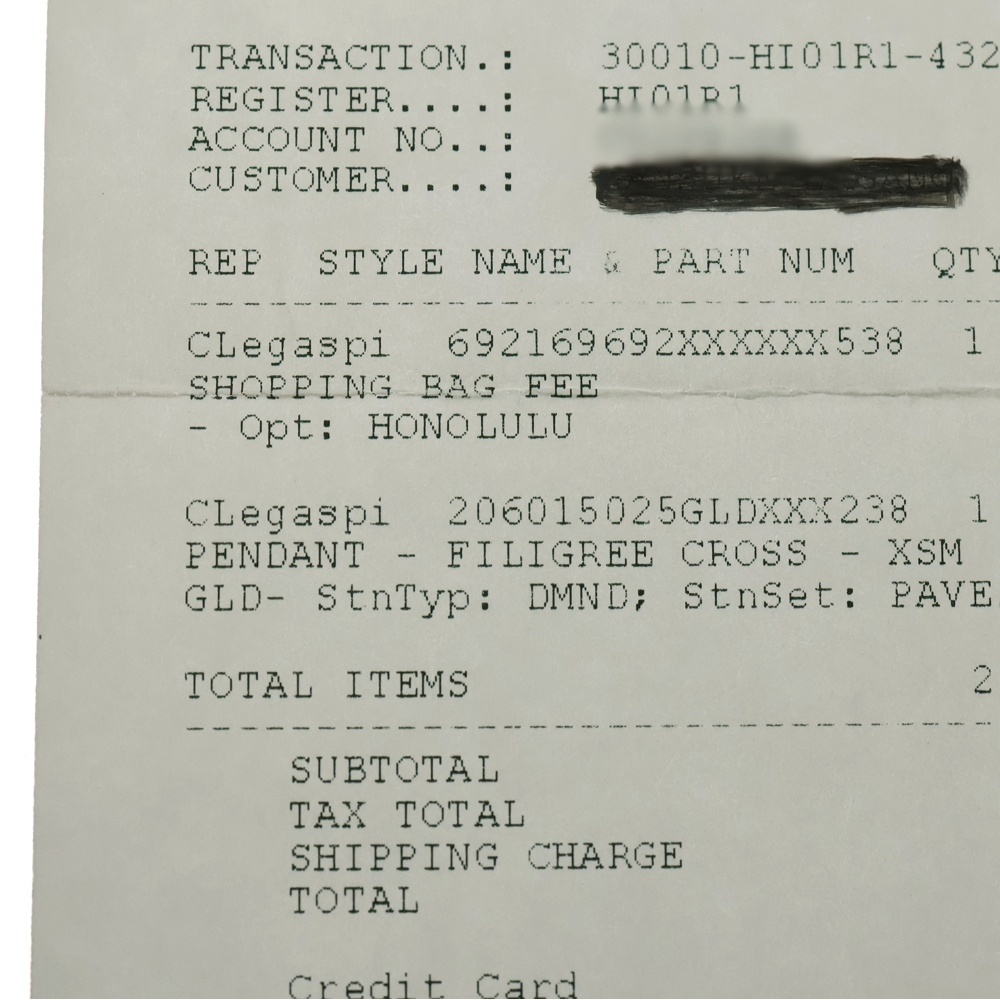 TRANSACTION.: 30010-HI01R1-432
REGISTER....: HI01R1
ACCOUNT NO..:
CUSTOMER....:
REP STYLE NAME & PART NUM QTY
CLegaspi 692169692XXXXXX538 1
SHOPPING BAG FEE
- Opt: HONOLULU
CLegaspi 206015025GLDXXX238 1
PENDANT - FILIGREE CROSS - XSM
GLD- StnTyp: DMND; StnSet: PAVE
TOTAL ITEMS 2
SUBTOTAL
TAX TOTAL
SHIPPING CHARGE
TOTAL
Credit Card